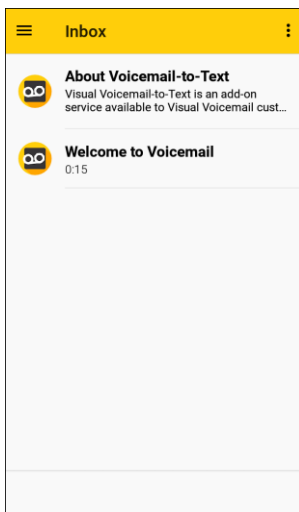 Inbox
About Voicemail-to-Text
Visual Voicemail-to-Text is an add-on
service available to Visual Voicemail cust...
Welcome to Voicemail
0:15